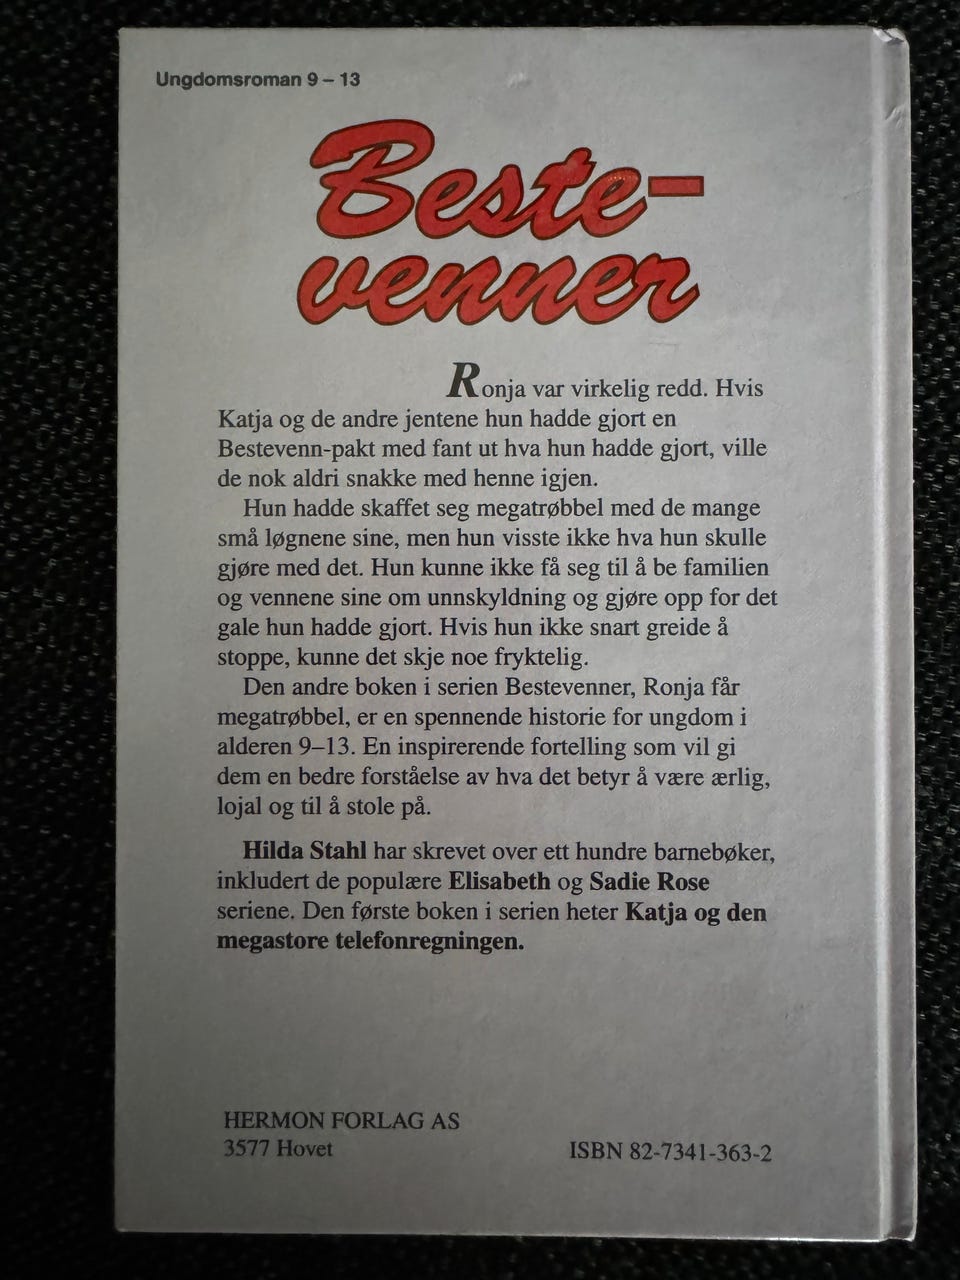 Ungdomsroman 9 – 13
Beste-
venner
Ronja var virkelig redd. Hvis
Katja og de andre jentene hun hadde gjort en
Bestevenn-pakt med fant ut hva hun hadde gjort, ville
de nok aldri snakke med henne igjen.
Hun hadde skaffet seg megatrøbbel med de mange
små løgnene sine, men hun visste ikke hva hun skulle
gjøre med det. Hun kunne ikke få seg til å be familien
og vennene sine om unnskyldning og gjøre opp for det
gale hun hadde gjort. Hvis hun ikke snart greide å
stoppe, kunne det skje noe fryktelig.
Den andre boken i serien Bestevenner, Ronja får
megatrøbbel, er en spennende historie for ungdom i
alderen 9–13. En inspirerende fortelling som vil gi
dem en bedre forståelse av hva det betyr å være ærlig,
lojal og til å stole på.
Hilda Stahl har skrevet over ett hundre barnebøker,
inkludert de populære Elisabeth og Sadie Rose
seriene. Den første boken i serien heter Katja og den
megastore telefonregningen.
HERMON FORLAG AS
3577 Hovet
ISBN 82-7341-363-2